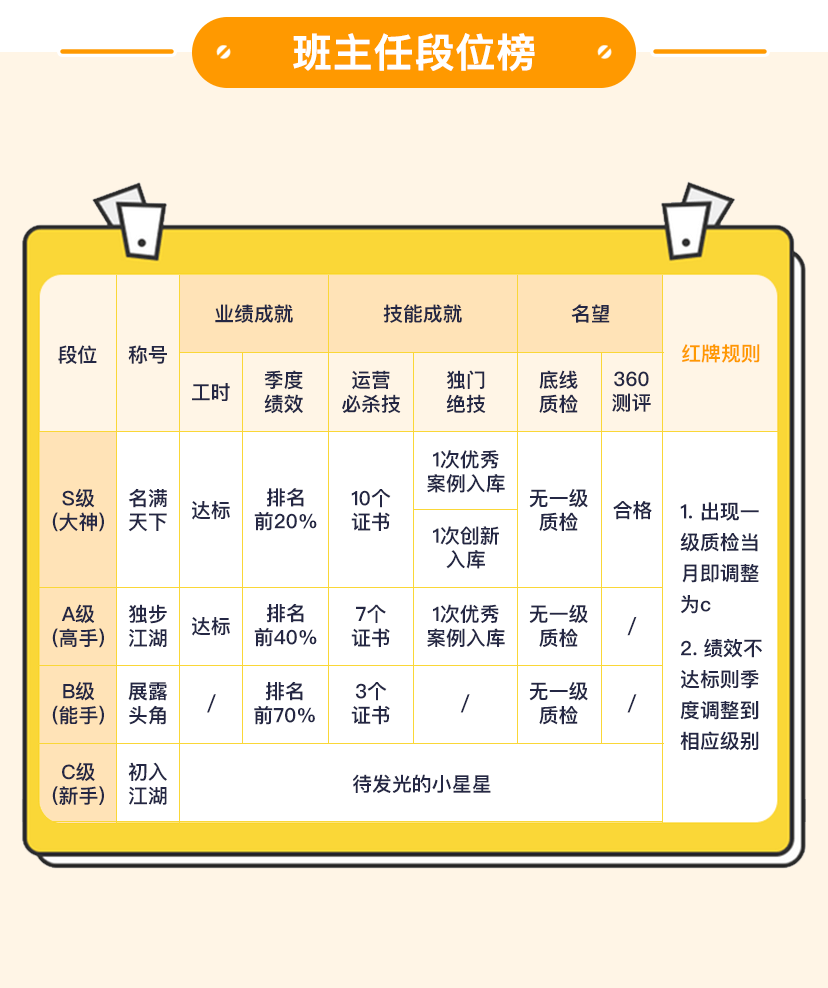 班主任段位榜
段位
称号
业绩成就
技能成就
名望
红牌规则
工时
季度
绩效
运营
必杀技
独门
绝技
底线
质检
360
测评
S级
(大神)
名满
天下
达标
排名
前20%
10个
证书
1次优秀
案例入库
1次创新
入库
无一级
质检
合格
A级
(高手)
独步
江湖
达标
排名
前40%
7个
证书
1次优秀
案例入库
无一级
质检
/
B级
(能手)
展露
头角
/
排名
前70%
3个
证书
/
无一级
质检
/
C级
(新手)
初入
江湖
待发光的小星星
1. 出现一
级质检当
月即调整
为c
2. 绩效不
达标则季
度调整到
相应级别